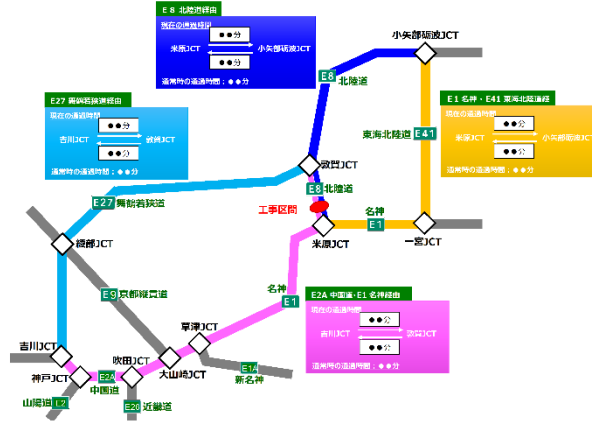 E8 北陸道経由
現在の通過時間
●●分
米原JCT
小矢部砺波JCT
●●分
通常時の通過時間：●●分
小矢部砺波JCT
E8
北陸道
E27 舞鶴若狭道経由
現在の通過時間
●●分
吉川JCT
敦賀JCT
●●分
通常時の通過時間：●●分
E1 名神・E41 東海北陸道経
現在の通過時間
●●分
米原JCT
小矢部砺波JCT
●●分
通常時の通過時間：●●分
東海北陸道
E41
敦賀JCT
E8
北陸道
工事区間
E27
舞鶴若狭道
名神
E1
米原JCT
一宮JCT
綾部JCT
E9
京都縦貫道
名神
E1
E2A 中国道・E1 名神経由
現在の通過時間
●●分
吉川JCT
敦賀JCT
●●分
通常時の通過時間：●●分
草津JCT
吉川JCT
吹田JCT
大山崎JCT
神戸JCT
E2A
中国道
E1A
新名神
山陽道
E2
E26
近畿道